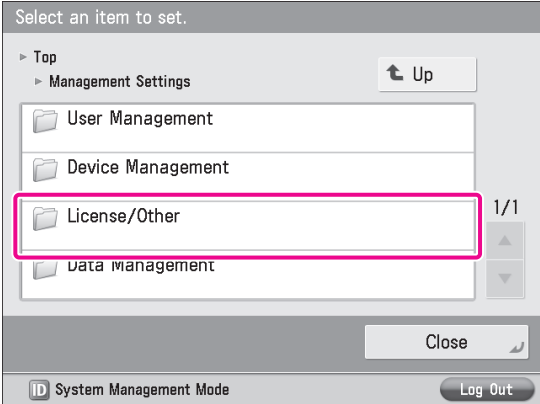 Select an item to set.
Top
Management Settings
Up
User Management
Device Management
License/Other
1/1
Data Management
Close
ID System Management Mode
Log Out